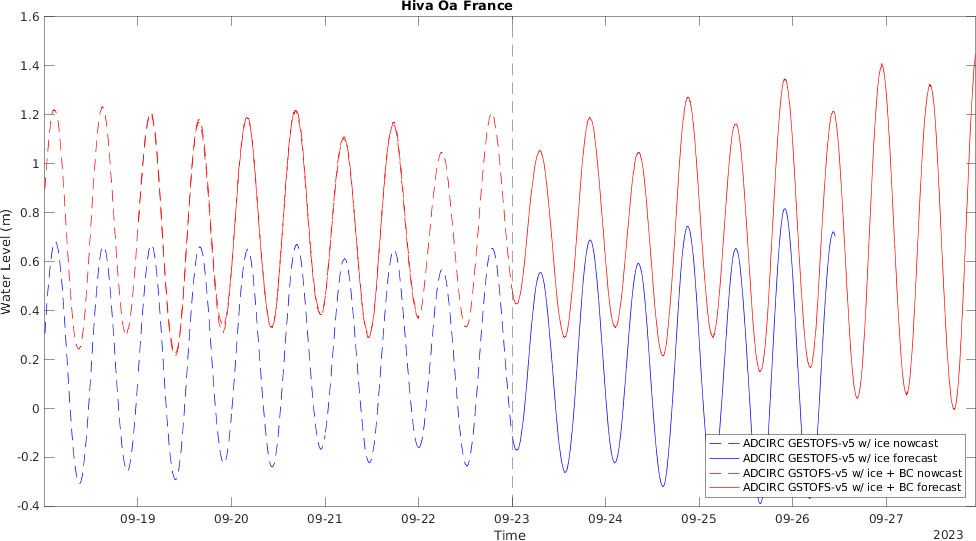 Hiva Oa France
1.6
1.4
1.2
1
0.8
0.6
0.4
0.2
0
-0.2
-0.4
Water Level (m)
ADCIRC GESTOFS-v5 w/ ice nowcast
ADCIRC GESTOFS-v5 w/ ice forecast
ADCIRC GSTOFS-v5 w/ ice + BC nowcast
ADCIRC GSTOFS-v5 w/ ice + BC forecast
09-19 09-20 09-21 09-22 09-23 09-24 09-25 09-26 09-27
Time
2023